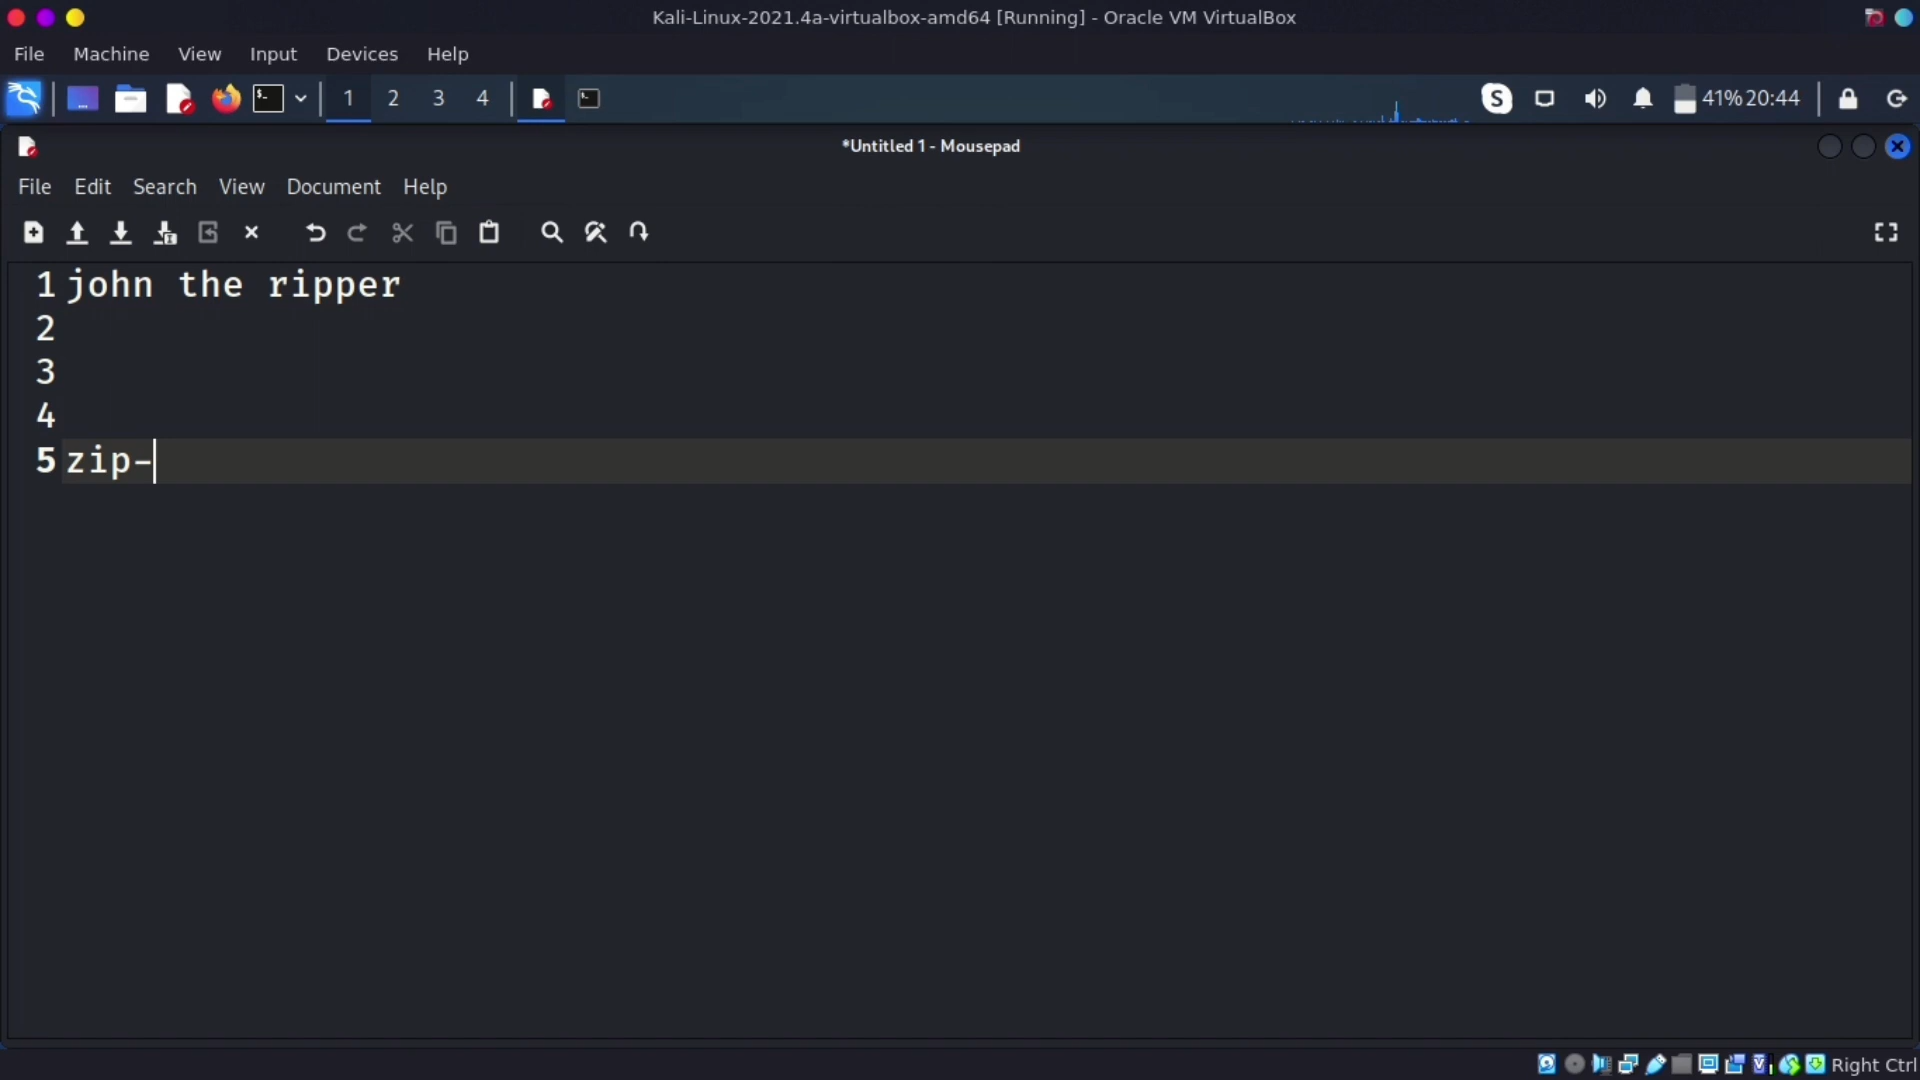 Kali-Linux-2021.4a-virtualbox-amd64 [Running] - Oracle VM VirtualBox
File Machine View Input Devices Help
1 2 3 4 S 41% 20:44
*Untitled 1 - Mousepad
File Edit Search View Document Help
1 john the ripper
2
3
4
5 zip-
Right Ctrl